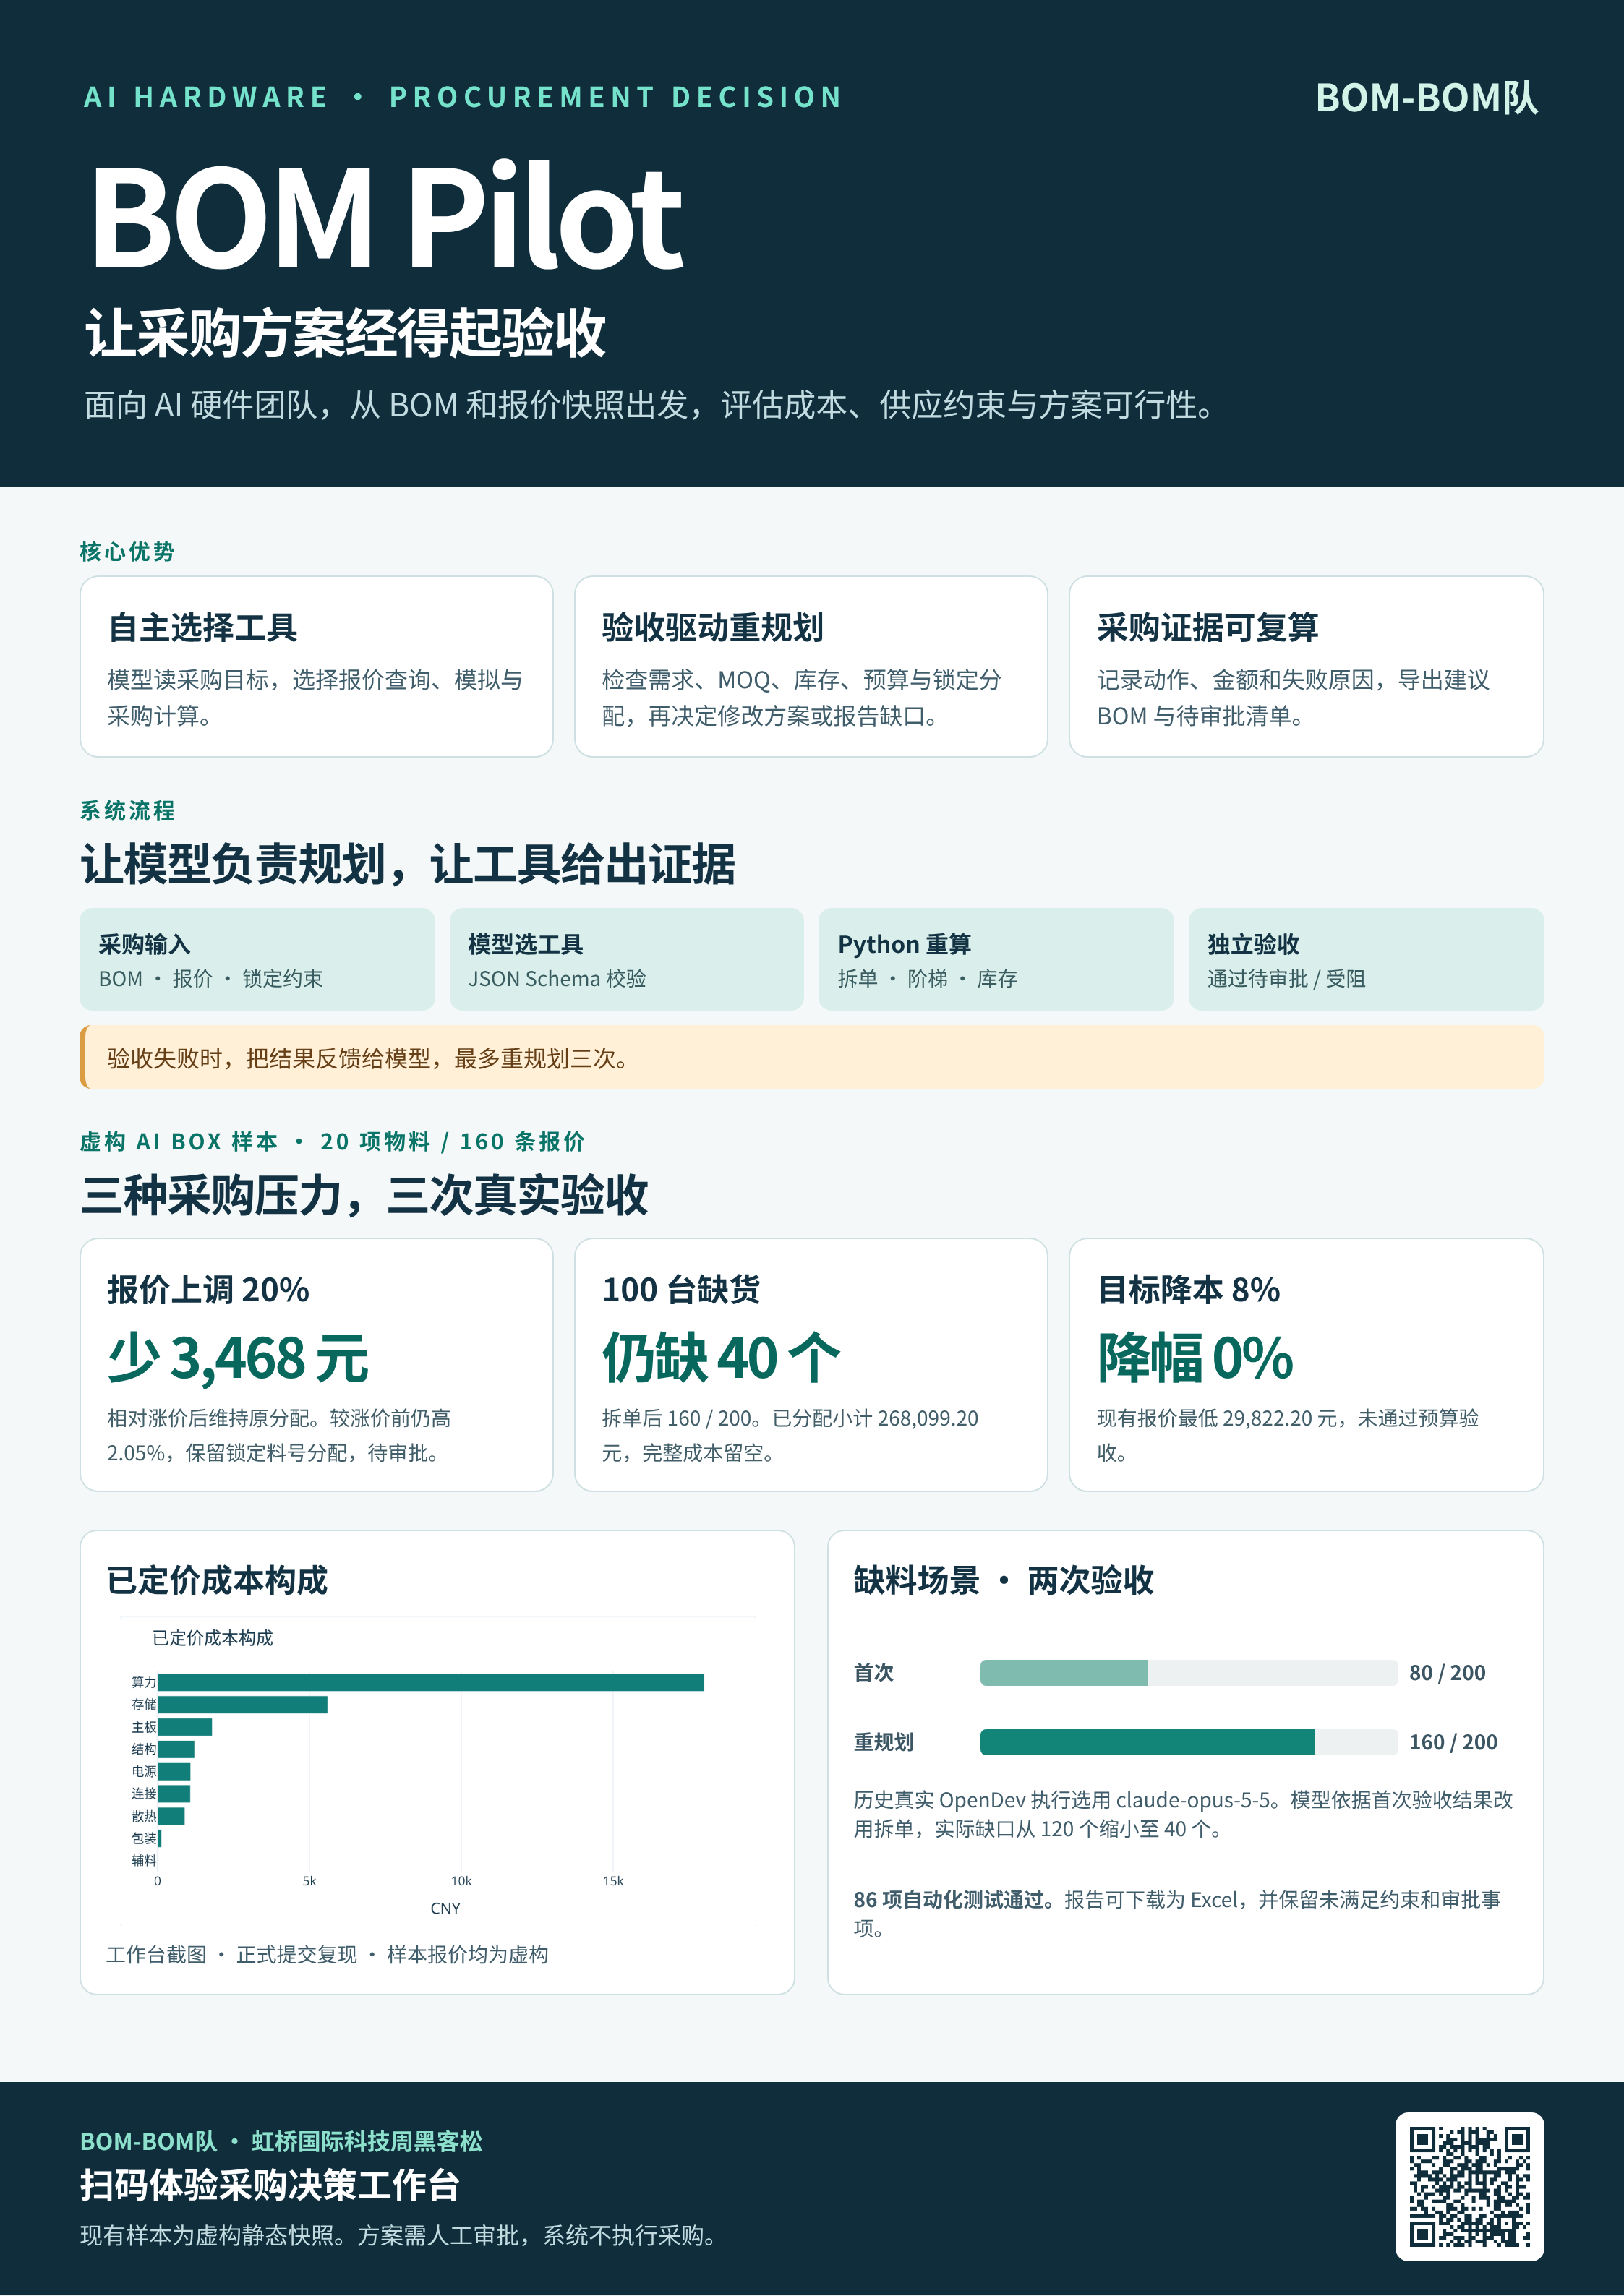 AI HARDWARE · PROCUREMENT DECISION
BOM-BOM队
BOM Pilot
让采购方案经得起验收
面向 AI 硬件团队，从 BOM 和报价快照出发，评估成本、供应约束与方案可行性。
核心优势
自主选择工具
模型读采购目标，选择报价查询、模拟与
采购计算。
验收驱动重规划
检查需求、MOQ、库存、预算与锁定分
配，再决定修改方案或报告缺口。
采购证据可复算
记录动作、金额和失败原因，导出建议
BOM 与待审批清单。
系统流程
让模型负责规划，让工具给出证据
采购输入
BOM · 报价 · 锁定约束
模型选工具
JSON Schema 校验
Python 重算
拆单 · 阶梯 · 库存
独立验收
通过待审批 / 受阻
验收失败时，把结果反馈给模型，最多重规划三次。
虚构 AI BOX 样本 · 20 项物料 / 160 条报价
三种采购压力，三次真实验收
报价上调 20%
少 3,468 元
相对涨价后维持原分配。较涨价前仍高
2.05%，保留锁定料号分配，待审批。
100 台缺货
仍缺 40 个
拆单后 160 / 200。已分配小计 268,099.20
元，完整成本留空。
目标降本 8%
降幅 0%
现有报价最低 29,822.20 元，未通过预算验
收。
已定价成本构成
已定价成本构成
算力
存储
主板
结构
电源
连接
散热
包装
辅料
0 5k 10k 15k
CNY
工作台截图 · 正式提交复现 · 样本报价均为虚构
缺料场景 · 两次验收
首次 80 / 200
重规划 160 / 200
历史真实 OpenDev 执行选用 claude-opus-5-5。模型依据首次验收结果改
用拆单，实际缺口从 120 个缩小至 40 个。
86 项自动化测试通过。报告可下载为 Excel，并保留未满足约束和审批事
项。
BOM-BOM队 · 虹桥国际科技周黑客松
扫码体验采购决策工作台
现有样本为虚构静态快照。方案需人工审批，系统不执行采购。